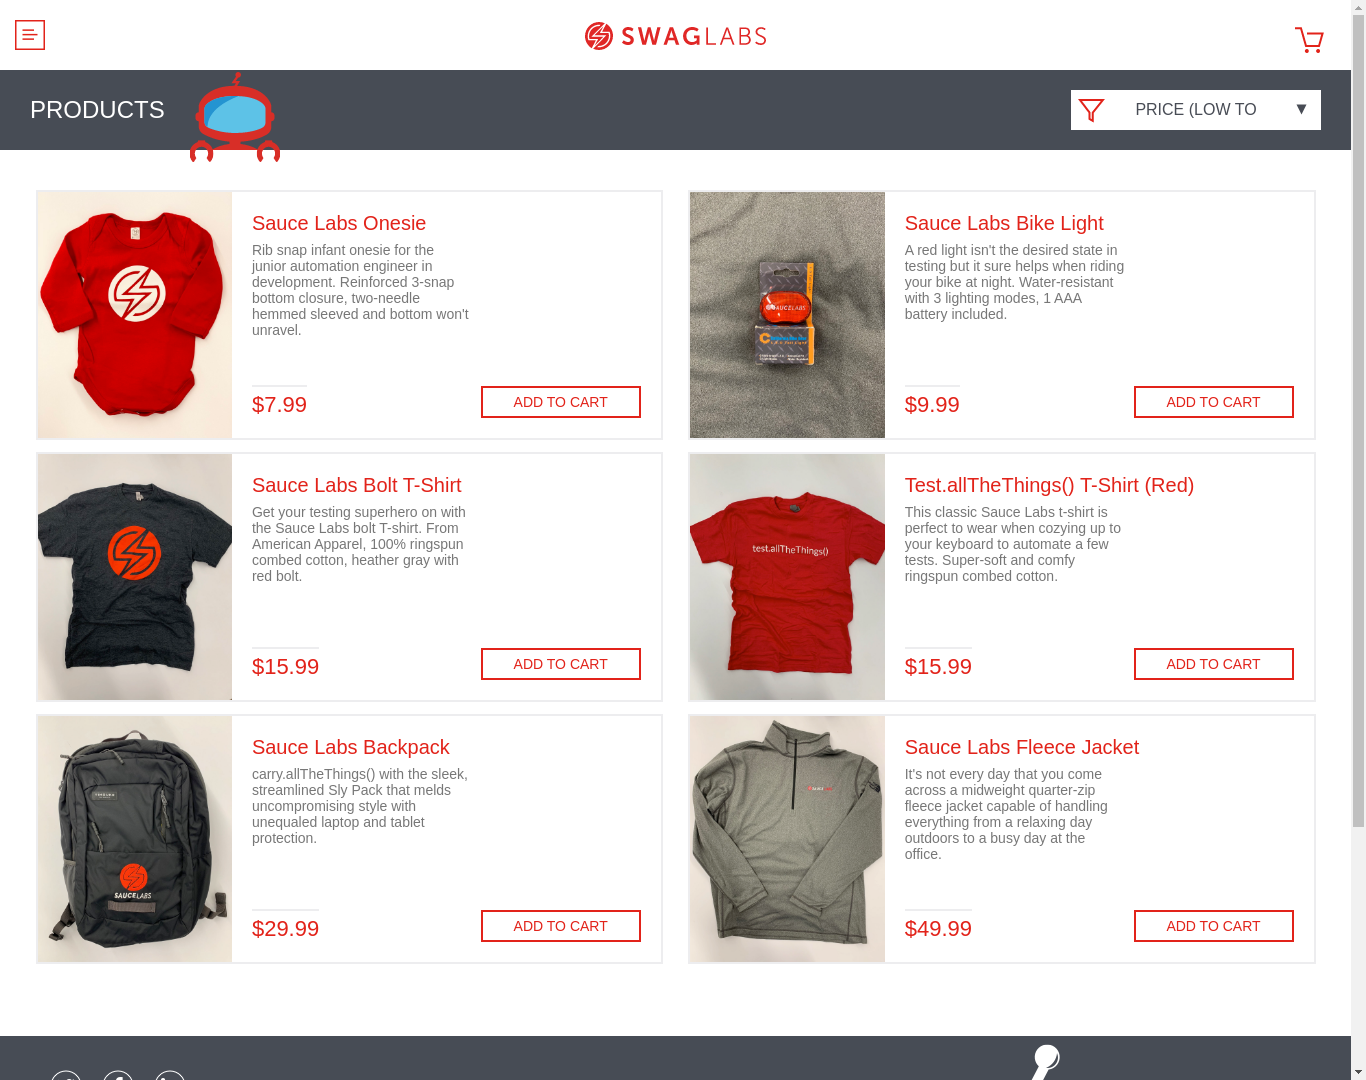 SWAGLABS
PRODUCTS
PRICE (LOW TO
Sauce Labs Onesie
Rib snap infant onesie for the
junior automation engineer in
development. Reinforced 3-snap
bottom closure, two-needle
hemmed sleeved and bottom won't
unravel.
$7.99
ADD TO CART
SAUCELABS
Sauce Labs Bike Light
A red light isn't the desired state in
testing but it sure helps when riding
your bike at night. Water-resistant
with 3 lighting modes, 1 AAA
battery included.
$9.99
ADD TO CART
Sauce Labs Bolt T-Shirt
Get your testing superhero on with
the Sauce Labs bolt T-shirt. From
American Apparel, 100% ringspun
combed cotton, heather gray with
red bolt.
$15.99
ADD TO CART
test.allTheThings()
Test.allTheThings() T-Shirt (Red)
This classic Sauce Labs t-shirt is
perfect to wear when cozying up to
your keyboard to automate a few
tests. Super-soft and comfy
ringspun combed cotton.
$15.99
ADD TO CART
SAUCELABS
Sauce Labs Backpack
carry.allTheThings() with the sleek,
streamlined Sly Pack that melds
uncompromising style with
unequaled laptop and tablet
protection.
$29.99
ADD TO CART
Sauce Labs Fleece Jacket
It's not every day that you come
across a midweight quarter-zip
fleece jacket capable of handling
everything from a relaxing day
outdoors to a busy day at the
office.
$49.99
ADD TO CART